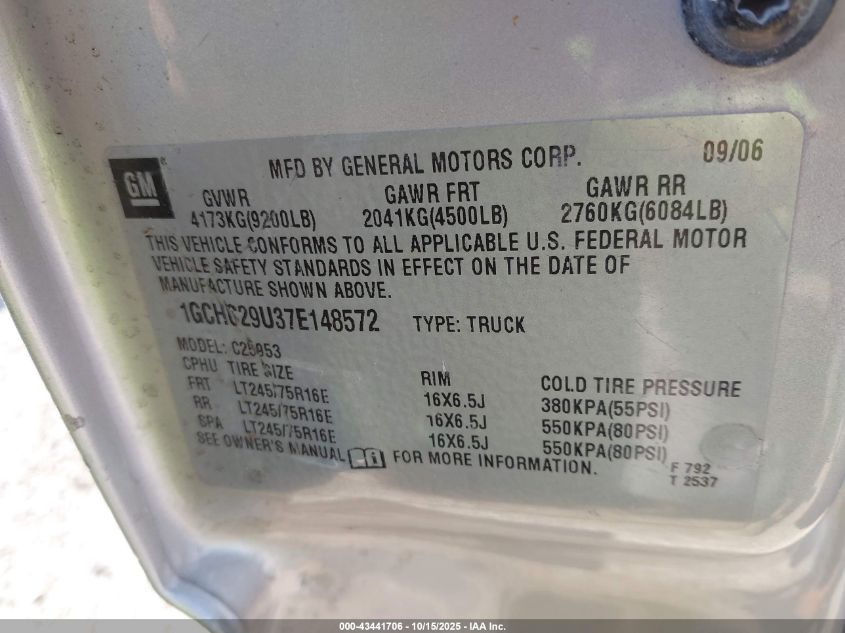 MFD BY GENERAL MOTORS CORP. 09/06
GM
GVWR GAWR FRT GAWR RR
4173KG(9200LB) 2041KG(4500LB) 2760KG(6084LB)
THIS VEHICLE CONFORMS TO ALL APPLICABLE U.S. FEDERAL MOTOR
VEHICLE SAFETY STANDARDS IN EFFECT ON THE DATE OF
MANUFACTURE SHOWN ABOVE.
1GCHC29U37E148572 TYPE: TRUCK
MODEL: C25953
CPHU TIRE SIZE RIM COLD TIRE PRESSURE
FRT LT245/75R16E 16X6.5J 380KPA(55PSI)
RR LT245/75R16E 16X6.5J 550KPA(80PSI)
SPA LT245/75R16E 16X6.5J 550KPA(80PSI)
SEE OWNER'S MANUAL FOR MORE INFORMATION.
F 792
T 2537
000-43441706 - 10/15/2025 - IAA Inc.